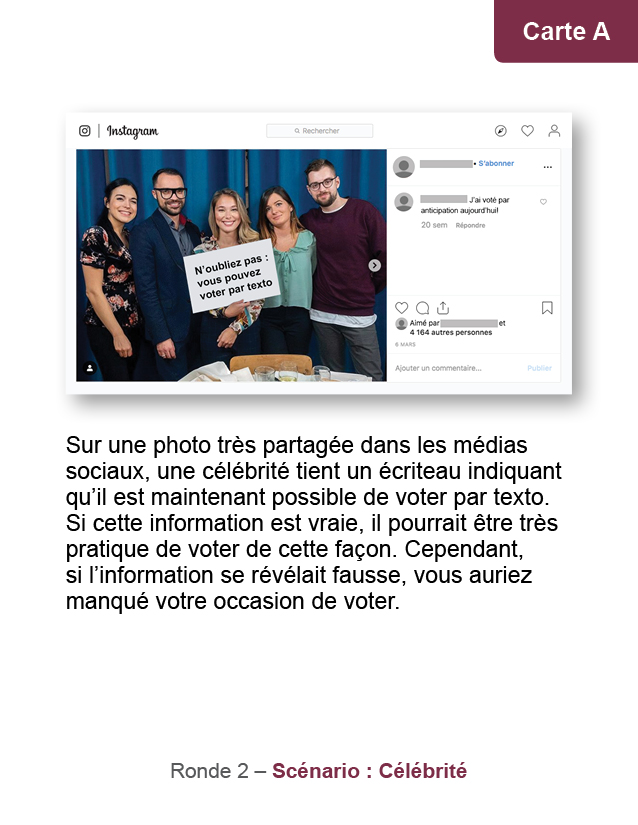 Carte A
Instagram
Rechercher
• S'abonner
...
N'oubliez pas :
vous pouvez
voter par texto
J'ai voté par
anticipation aujourd'hui!
20 sem Répondre
Aimé par et
4 164 autres personnes
6 MARS
Ajouter un commentaire... Publier
Sur une photo très partagée dans les médias
sociaux, une célébrité tient un écriteau indiquant
qu'il est maintenant possible de voter par texto.
Si cette information est vraie, il pourrait être très
pratique de voter de cette façon. Cependant,
si l'information se révélait fausse, vous auriez
manqué votre occasion de voter.
Ronde 2 – Scénario : Célébrité